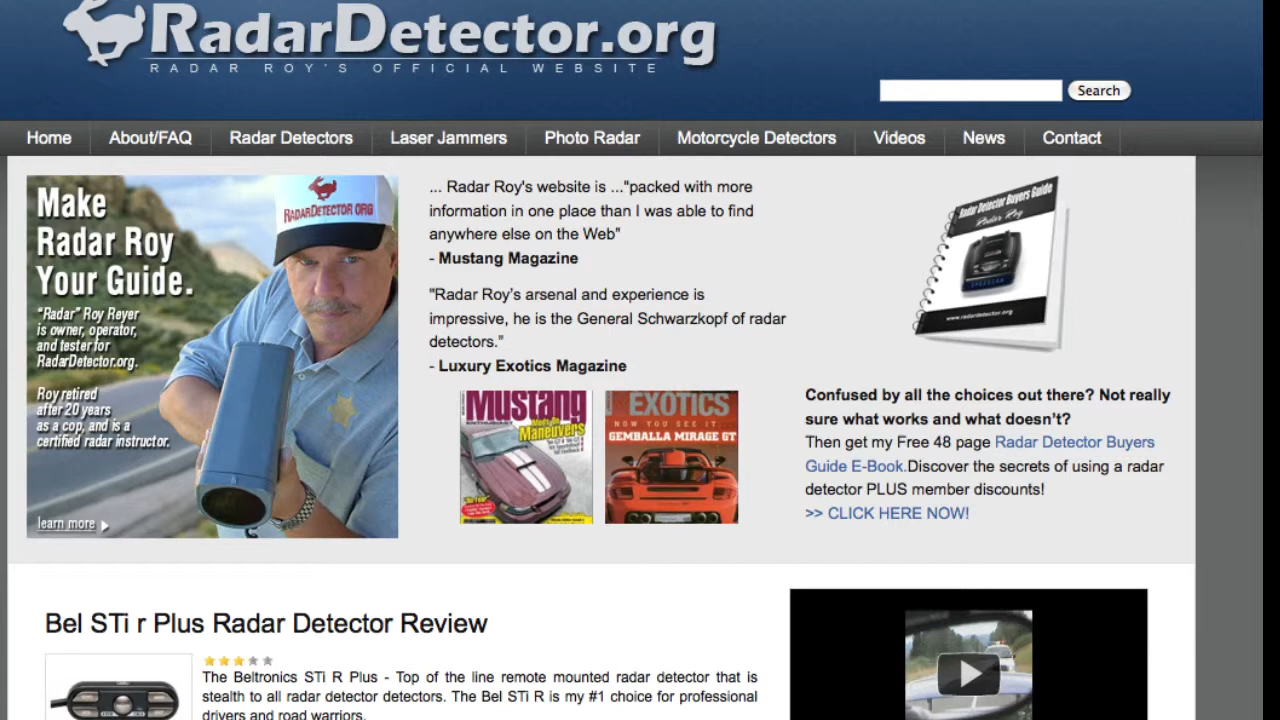 RadarDetector.org
RADAR ROY'S OFFICIAL WEBSITE
Search
Home
About/FAQ
Radar Detectors
Laser Jammers
Photo Radar
Motorcycle Detectors
Videos
News
Contact
Make
Radar Roy
Your Guide.
"Radar" Roy Reyer
is owner, operator,
and tester for
RadarDetector.org.
Roy retired
after 20 years
as a cop, and is a
certified radar instructor.
learn more
RADARDETECTOR.ORG
... Radar Roy's website is ..."packed with more
information in one place than I was able to find
anywhere else on the Web"
- Mustang Magazine
"Radar Roy's arsenal and experience is
impressive, he is the General Schwarzkopf of radar
detectors."
- Luxury Exotics Magazine
Mustang
Maneuvers
EXOTICS
NOW YOU SEE IT,
GEMBALLA MIRAGE GT
Radar Detector Buyers Guide
Radar Roy
www.radardetector.org
Confused by all the choices out there? Not really
sure what works and what doesn't?
Then get my Free 48 page Radar Detector Buyers
Guide E-Book.Discover the secrets of using a radar
detector PLUS member discounts!
>> CLICK HERE NOW!
Bel STi r Plus Radar Detector Review
The Beltronics STi R Plus - Top of the line remote mounted radar detector that is
stealth to all radar detector detectors. The Bel STi R is my #1 choice for professional
drivers and road warriors.